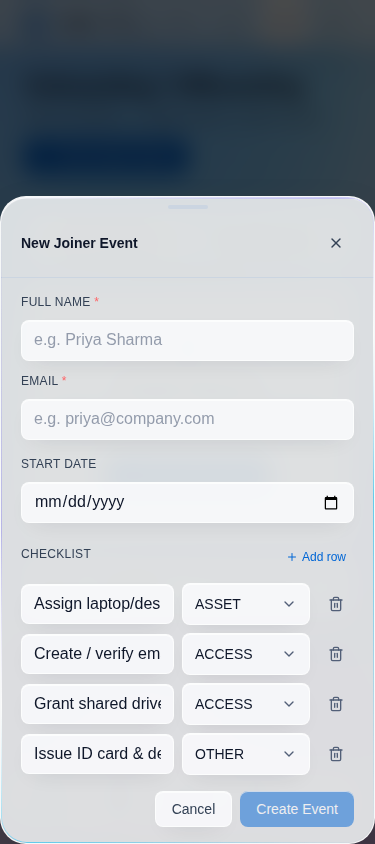 New Joiner Event
FULL NAME *
e.g. Priya Sharma
EMAIL *
e.g. priya@company.com
START DATE
mm/dd/yyyy
CHECKLIST
Add row
Assign laptop/des ASSET
Create / verify em ACCESS
Grant shared drive ACCESS
Issue ID card & de OTHER
Cancel Create Event